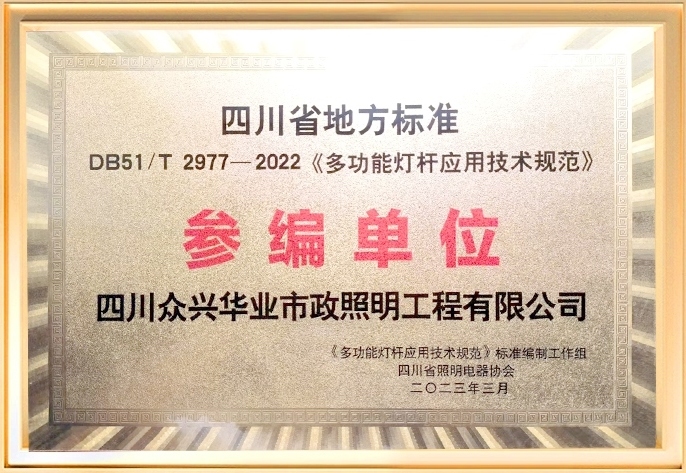 四川省地方标准
DB51/T 2977—2022《多功能灯杆应用技术规范》
参编单位
四川众兴华业市政照明工程有限公司
《多功能灯杆应用技术规范》标准编制工作组
四川省照明电器协会
二〇二三年三月